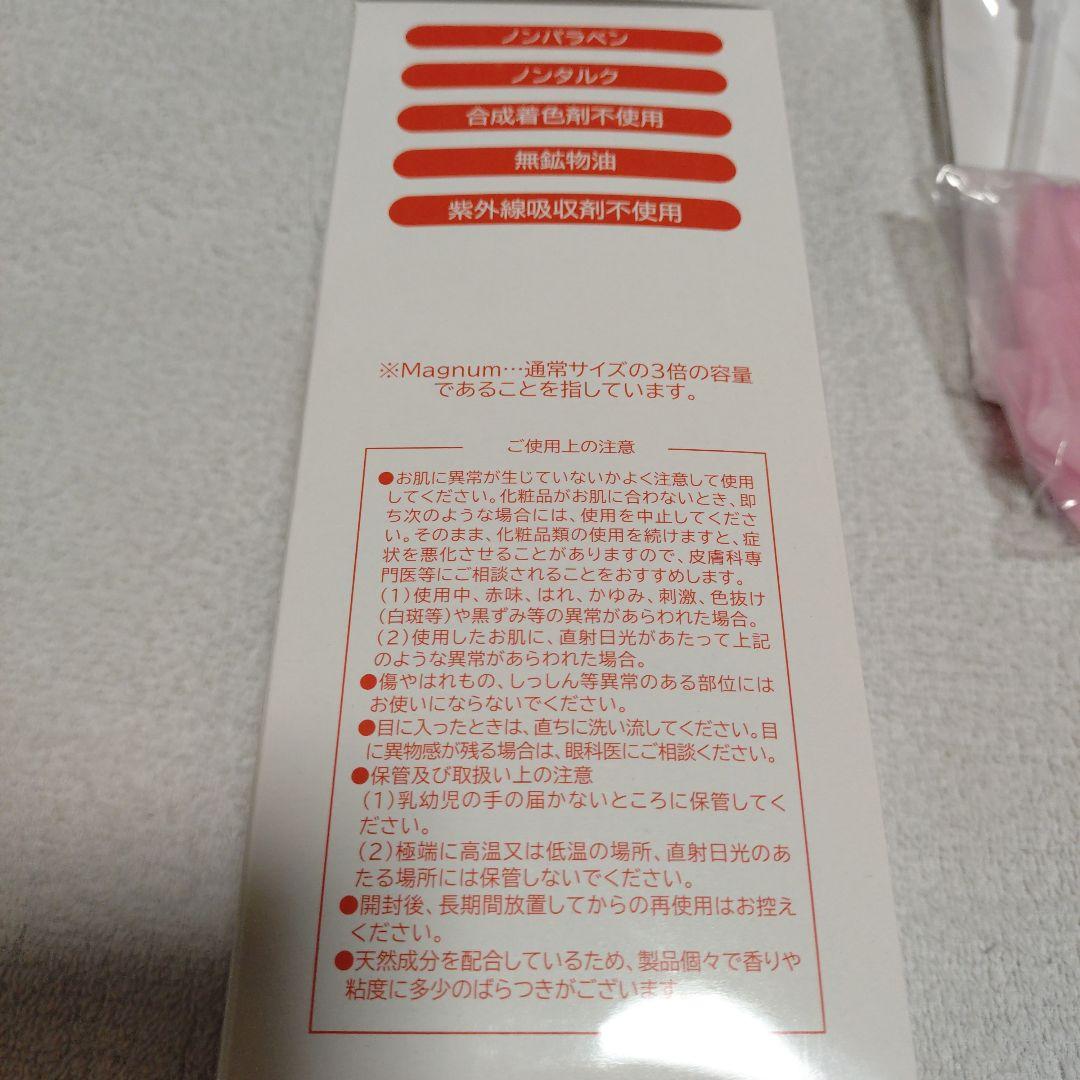 ノンパラベン
ノンタルク
合成着色剤不使用
無鉱物油
紫外線吸収剤不使用
※Magnum…通常サイズの3倍の容量
であることを指しています。
ご使用上の注意
●お肌に異常が生じていないかよく注意して使用
してください。化粧品がお肌に合わないとき、即
ち次のような場合には、使用を中止してくださ
い。そのまま、化粧品類の使用を続けますと、症
状を悪化させることがありますので、皮膚科専
門医等にご相談されることをおすすめします。
(1)使用中、赤味、はれ、かゆみ、刺激、色抜け
(白斑等)や黒ずみ等の異常があらわれた場合。
(2)使用したお肌に、直射日光があたって上記
のような異常があらわれた場合。
●傷やはれもの、しっしん等異常のある部位には
お使いにならないでください。
●目に入ったときは、直ちに洗い流してください。目
に異物感が残る場合は、眼科医にご相談ください。
●保管及び取扱い上の注意
(1)乳幼児の手の届かないところに保管してく
ださい。
(2)極端に高温又は低温の場所、直射日光のあ
たる場所には保管しないでください。
●開封後、長期間放置してからの再使用はお控え
ください。
●天然成分を配合しているため、製品個々で香りや
粘度に多少のばらつきがございます。